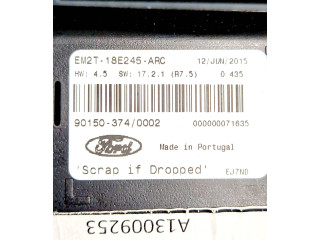 EM2T-18E245-ARC 12/JUN/2015
HW: 4.5 SW: 17.2.1 (R7.5) 0 435
90150-374/0002 000000071635
Ford Made in Portugal
'Scrap if Dropped' EJ7ND
A13009253